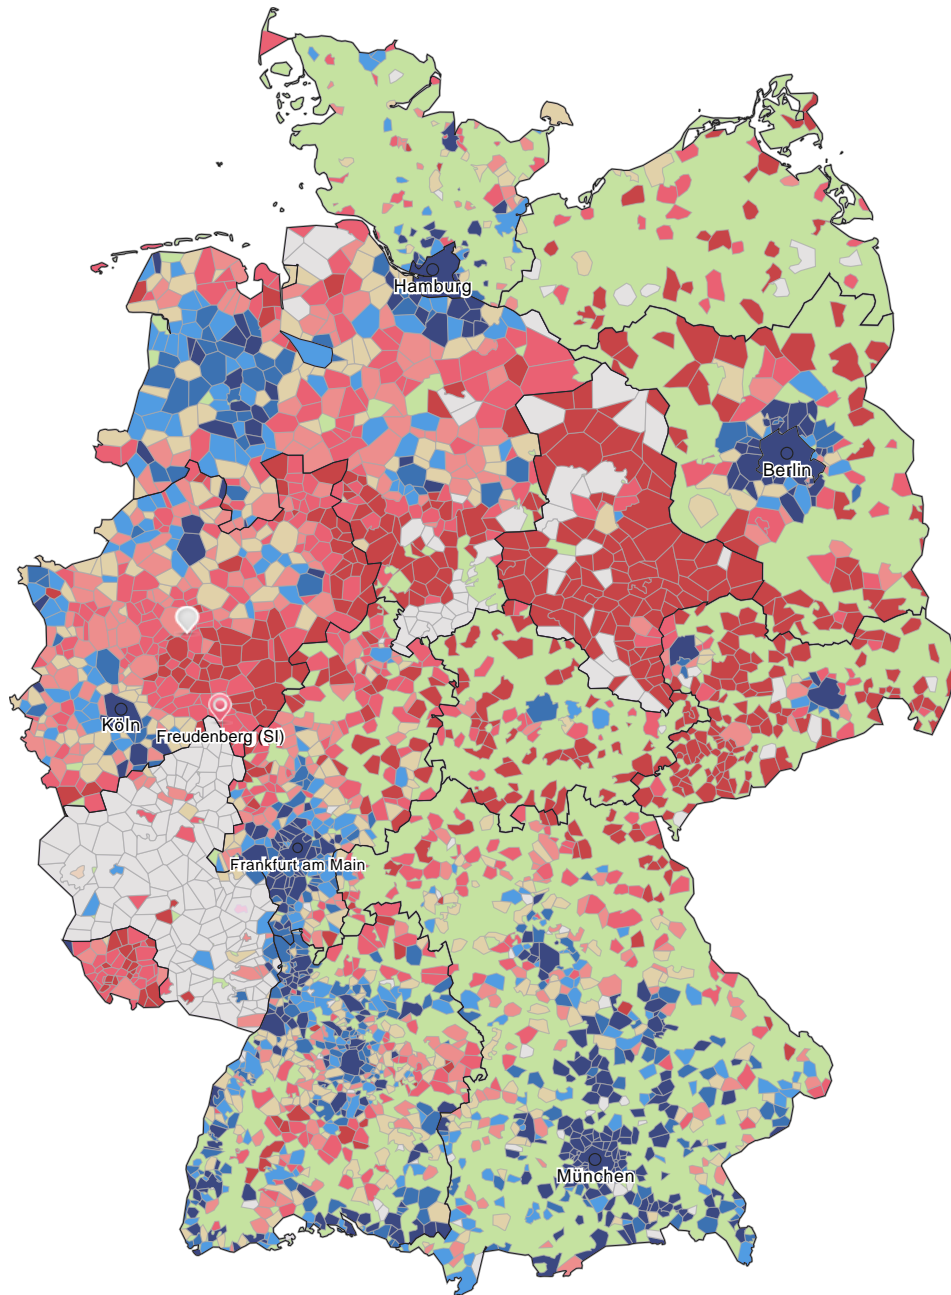 Hamburg
Berlin
Köln
Freudenberg (SI)
Frankfurt am Main
München